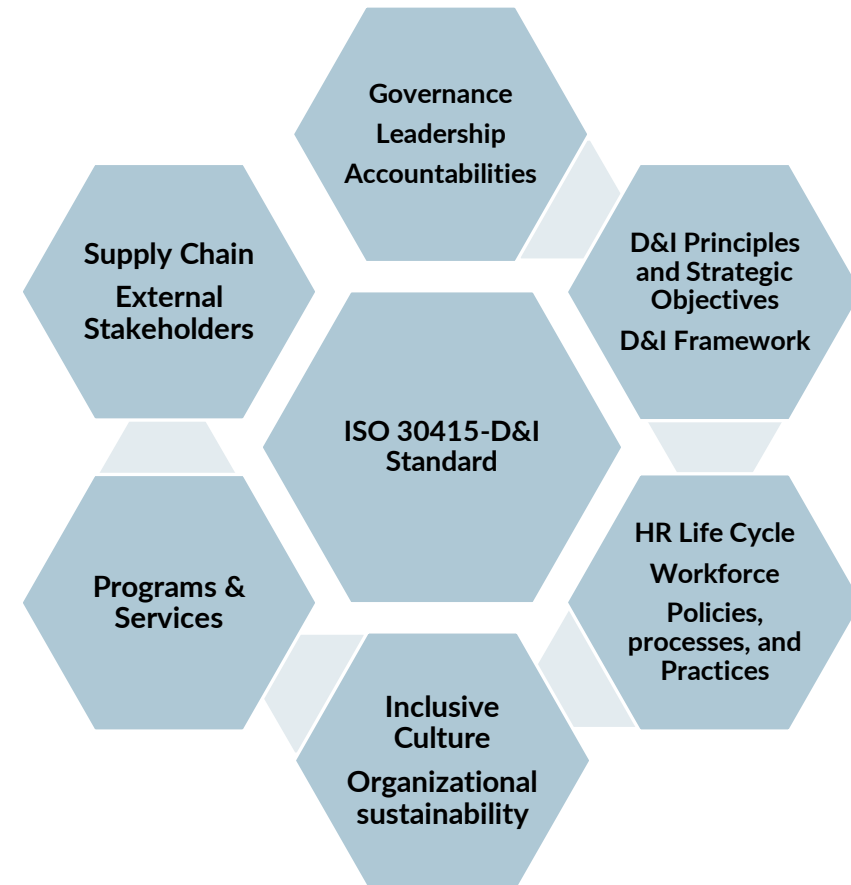 Governance
Leadership
Accountabilities
D&I Principles
and Strategic
Objectives
D&I Framework
HR Life Cycle
Workforce
Policies,
processes, and
Practices
Inclusive
Culture
Organizational
sustainability
Programs &
Services
Supply Chain
External
Stakeholders
ISO 30415-D&I
Standard